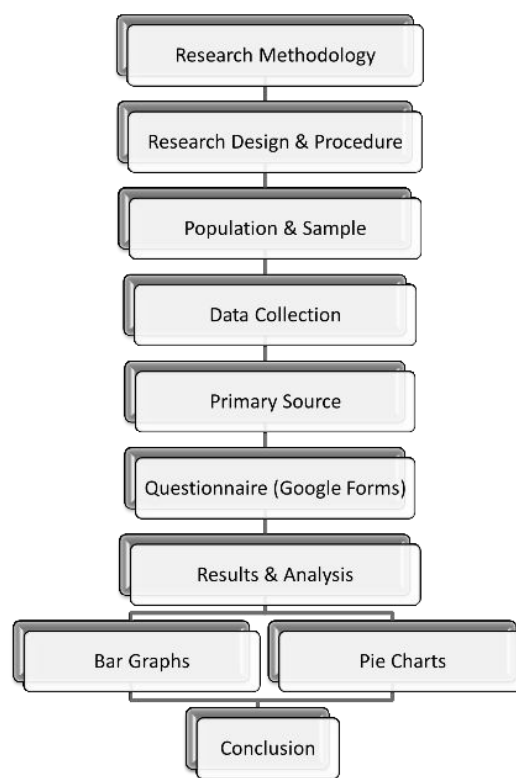 Research Methodology
Research Design & Procedure
Population & Sample
Data Collection
Primary Source
Questionnaire (Google Forms)
Results & Analysis
Bar Graphs
Pie Charts
Conclusion